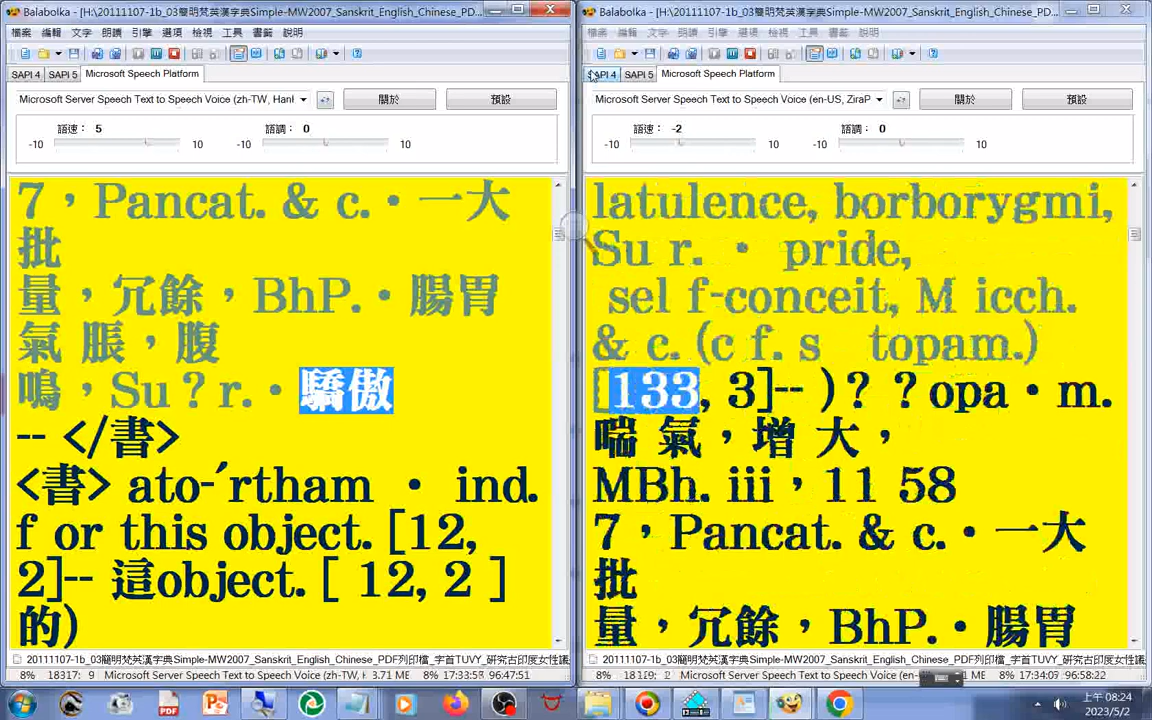 Balabolka - [H:\20111107-1b_03簡明梵英漢字典Simple-MW2007_Sanskrit_English_Chinese_PD...
檔案 編輯 文字 朗讀 引擎 選項 檢視 工具 書籤 說明
SAPI 4 SAPI 5 Microsoft Speech Platform
Microsoft Server Speech Text to Speech Voice (zh-TW, Han
關於 預設
語速： 5 語調： 0
-10 10 -10 10
7，Pancat. & c.‧一大
批
量，冗餘，BhP.‧腸胃
氣 脹，腹
鳴，Su？r.‧驕傲
-- </書>
<書> ato-´rtham ‧ ind.
f or this object. [12,
2]-- 這object. [ 12, 2 ]
的)
20111107-1b_03簡明梵英漢字典Simple-MW2007_Sanskrit_English_Chinese_PDF列印檔_字首TUVY_研究古印度女性議
8% 18317: 9 Microsoft Server Speech Text to Speech Voice (zh-TW, H 3.71 ME 8% 17:33:5 96:47:51
Balabolka - [H:\20111107-1b_03簡明梵英漢字典Simple-MW2007_Sanskrit_English_Chinese_PDF...
檔案 編輯 文字 朗讀 引擎 選項 檢視 工具 書籤 說明
SAPI 4 SAPI 5 Microsoft Speech Platform
Microsoft Server Speech Text to Speech Voice (en-US, ZiraP
關於 預設
語速： -2 語調： 0
-10 10 -10 10
latulence, borborygmi,
Su r. ‧ pride,
sel f-conceit, M icch.
& c. (c f. s topam.)
[133, 3]-- )？？opa‧m.
喘 氣，增 大，
MBh. iii，11 58
7，Pancat. & c.‧一大
批
量，冗餘，BhP.‧腸胃
20111107-1b_03簡明梵英漢字典Simple-MW2007_Sanskrit_English_Chinese_PDF列印檔_字首TUVY_研究古印度女性議
8% Microsoft Server Speech Text to Speech Voice 8% 17:34:0 96:58:22
上午 08:24
2023/5/2